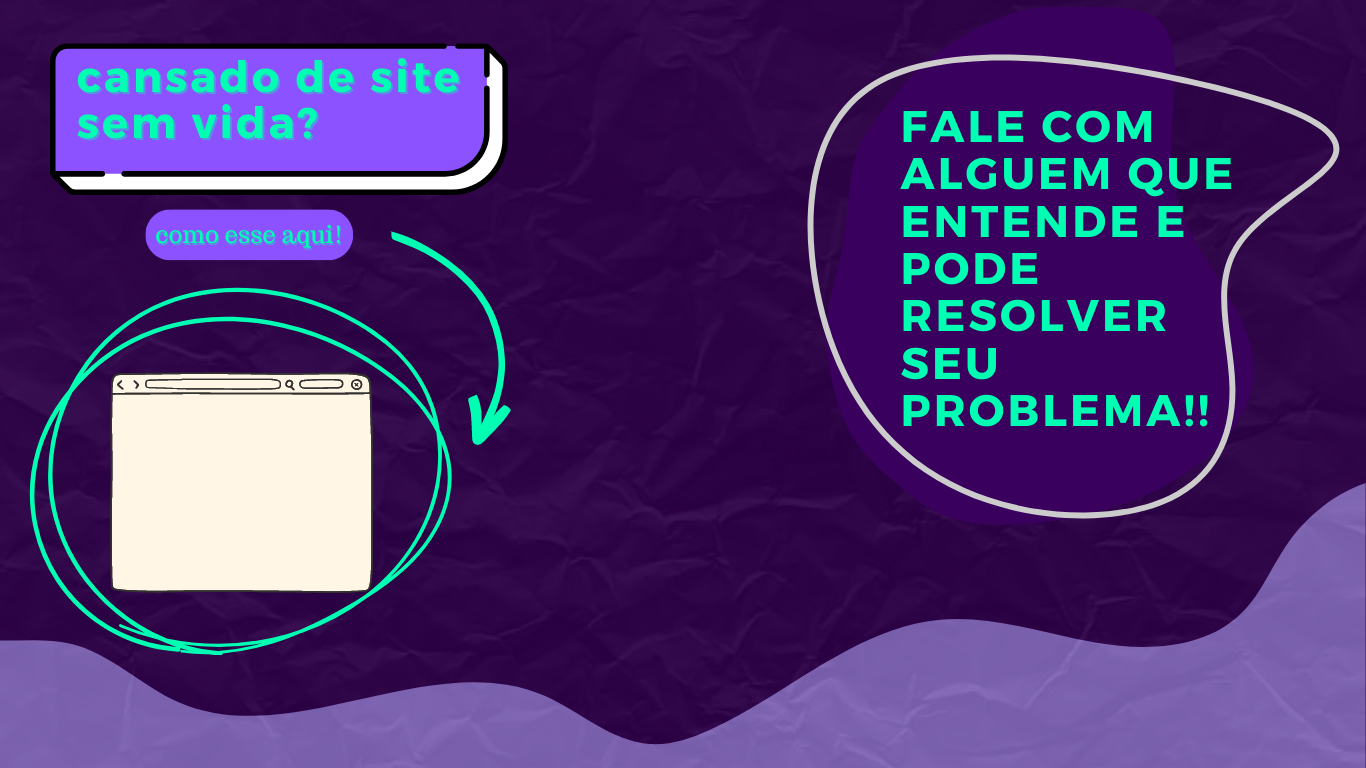 cansado de site
sem vida?
como esse aqui!
FALE COM
ALGUEM QUE
ENTENDE E
PODE
RESOLVER
SEU
PROBLEMA!!